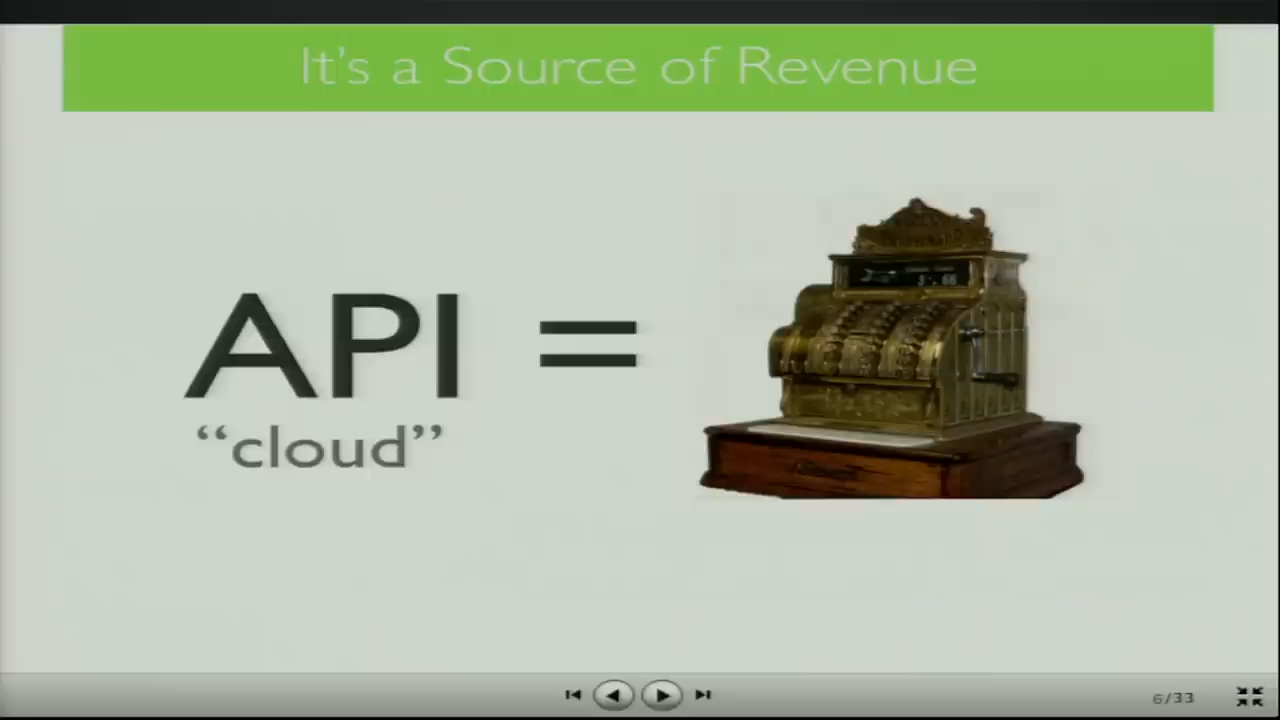 It's a Source of Revenue
API =
“cloud”
6/33